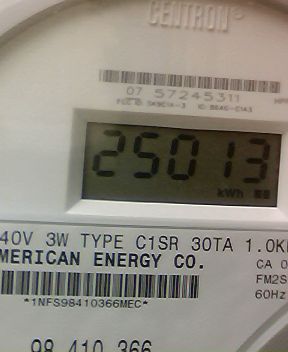 CENTRON®
07 57245311
25013
kWh
40V 3W TYPE C1SR 30TA 1.0K
MERICAN ENERGY CO.
CA 0
FM2S
60Hz
*1NFS98410366MEC*
98 410 366